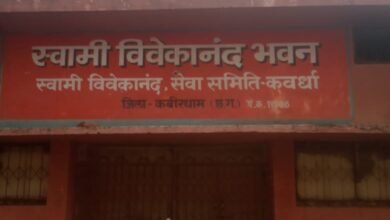 स्वामी विवेकानंद भवन
स्वामी विवेकानंद, सेवा समिति-कवर्धा
जिला-कबीरधाम (छ.ग.)